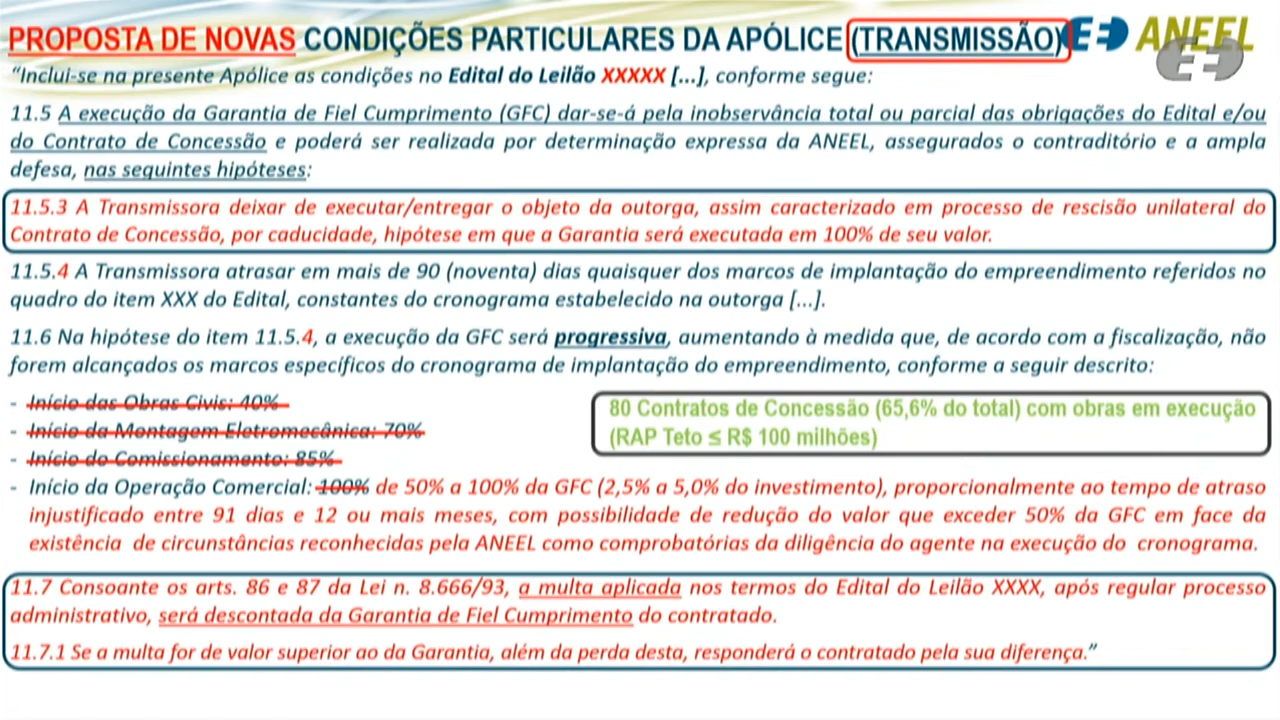 PROPOSTA DE NOVAS CONDIÇÕES PARTICULARES DA APÓLICE (TRANSMISSÃO) ANEEL
“Inclui-se na presente Apólice as condições no Edital do Leilão XXXXX [...], conforme segue:
11.5 A execução da Garantia de Fiel Cumprimento (GFC) dar-se-á pela inobservância total ou parcial das obrigações do Edital e/ou
do Contrato de Concessão e poderá ser realizada por determinação expressa da ANEEL, assegurados o contraditório e a ampla
defesa, nas seguintes hipóteses:
11.5.3 A Transmissora deixar de executar/entregar o objeto da outorga, assim caracterizado em processo de rescisão unilateral do
Contrato de Concessão, por caducidade, hipótese em que a Garantia será executada em 100% de seu valor.
11.5.4 A Transmissora atrasar em mais de 90 (noventa) dias quaisquer dos marcos de implantação do empreendimento referidos no
quadro do item XXX do Edital, constantes do cronograma estabelecido na outorga [...].
11.6 Na hipótese do item 11.5.4, a execução da GFC será progressiva, aumentando à medida que, de acordo com a fiscalização, não
forem alcançados os marcos específicos do cronograma de implantação do empreendimento, conforme a seguir descrito:
- Início das Obras Civis: 40%
- Início da Montagem Eletromecânica: 70%
- Início do Comissionamento: 85%
80 Contratos de Concessão (65,6% do total) com obras em execução
(RAP Teto ≤ R$ 100 milhões)
- Início da Operação Comercial: 100% de 50% a 100% da GFC (2,5% a 5,0% do investimento), proporcionalmente ao tempo de atraso
injustificado entre 91 dias e 12 ou mais meses, com possibilidade de redução do valor que exceder 50% da GFC em face da
existência de circunstâncias reconhecidas pela ANEEL como comprobatórias da diligência do agente na execução do cronograma.
11.7 Consoante os arts. 86 e 87 da Lei n. 8.666/93, a multa aplicada nos termos do Edital do Leilão XXXX, após regular processo
administrativo, será descontada da Garantia de Fiel Cumprimento do contratado.
11.7.1 Se a multa for de valor superior ao da Garantia, além da perda desta, responderá o contratado pela sua diferença.”